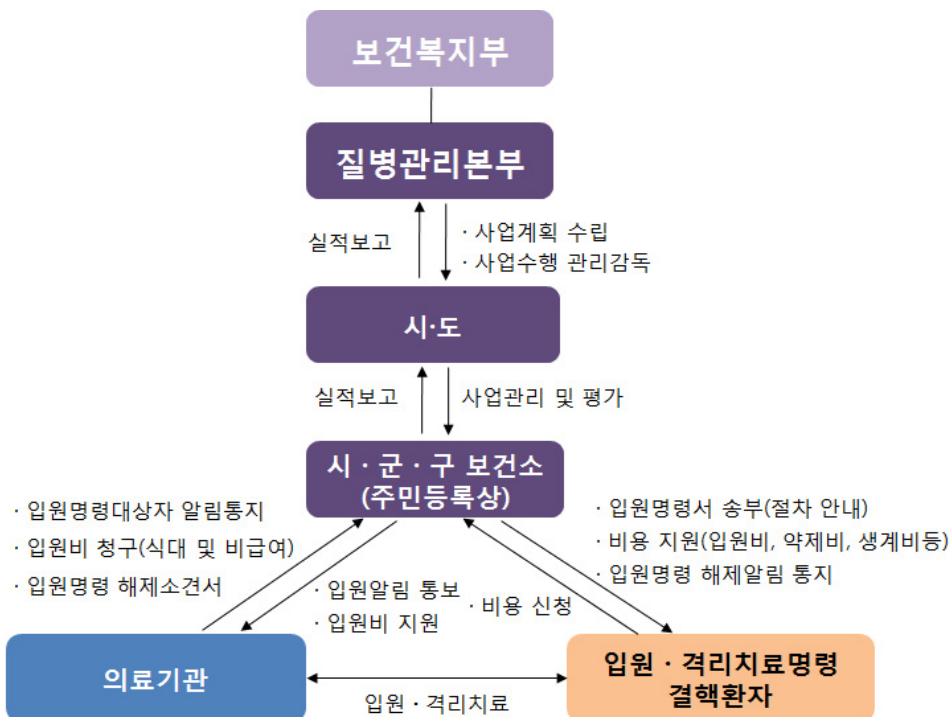 보건복지부
질병관리본부
실적보고
· 사업계획 수립
· 사업수행 관리감독
시·도
실적보고
사업관리 및 평가
시 · 군 · 구 보건소
(주민등록상)
· 입원명령대상자 알림통지
· 입원비 청구(식대 및 비급여)
· 입원명령 해제소견서
· 입원알림 통보
· 입원비 지원
· 비용 신청
· 입원명령서 송부(절차 안내)
· 비용 지원(입원비, 약제비, 생계비등)
· 입원명령 해제알림 통지
의료기관
입원 · 격리치료
입원 · 격리치료명령
결핵환자